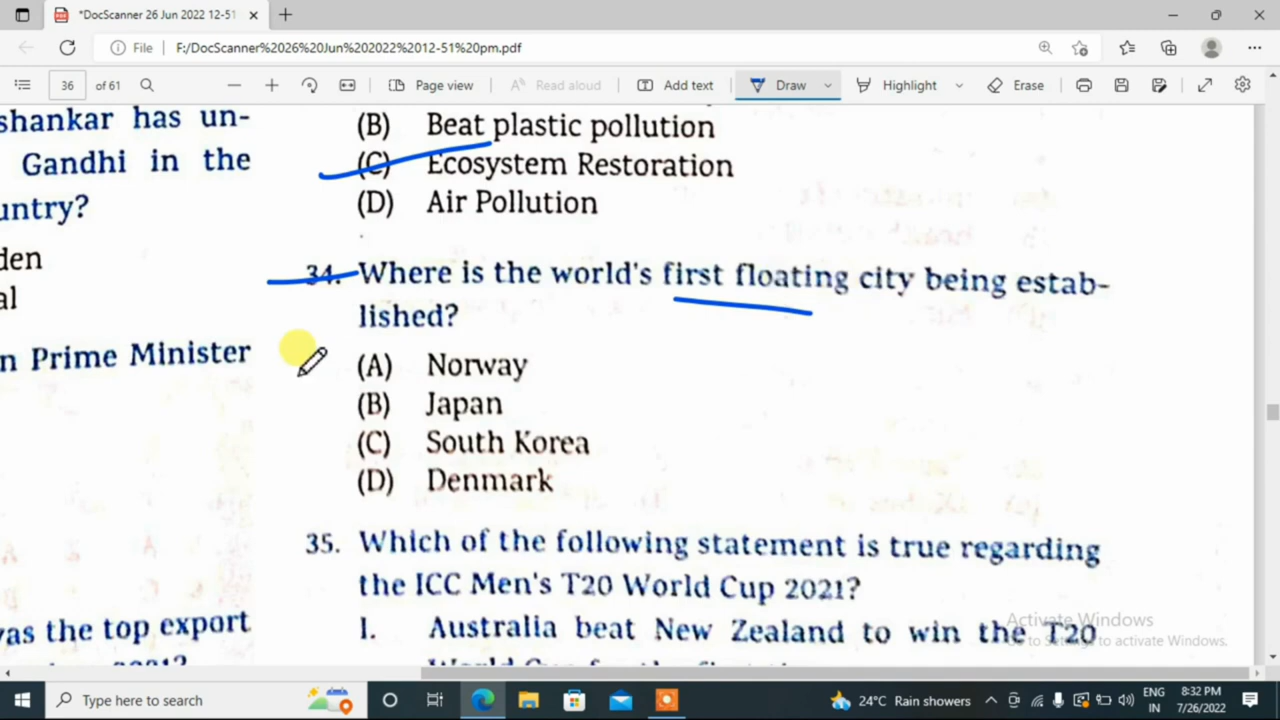 *DocScanner 26 Jun 2022 12-51
File F:/DocScanner%2026%20Jun%202022%2012-51%20pm.pdf
36 of 61 Page view Read aloud Add text Draw Highlight Erase
shankar has un-
Gandhi in the
untry?
den
al
n Prime Minister
as the top export
(B) Beat plastic pollution
(C) Ecosystem Restoration
(D) Air Pollution
34. Where is the world's first floating city being estab-
lished?
(A) Norway
(B) Japan
(C) South Korea
(D) Denmark
35. Which of the following statement is true regarding
the ICC Men's T20 World Cup 2021?
I. Australia beat New Zealand to win the T20
Activate Windows
Go to Settings to activate Windows.
Type here to search
24°C Rain showers
ENG
IN
8:32 PM
7/26/2022